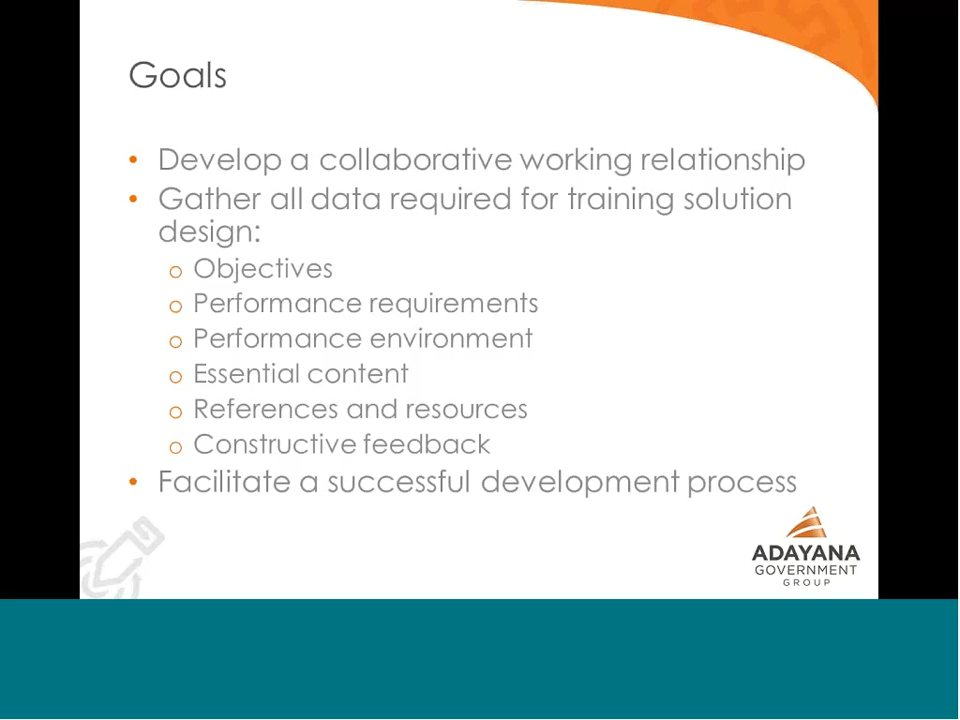 Goals
• Develop a collaborative working relationship
• Gather all data required for training solution
design:
o Objectives
o Performance requirements
o Performance environment
o Essential content
o References and resources
o Constructive feedback
• Facilitate a successful development process
ADAYANA
GOVERNMENT
GROUP